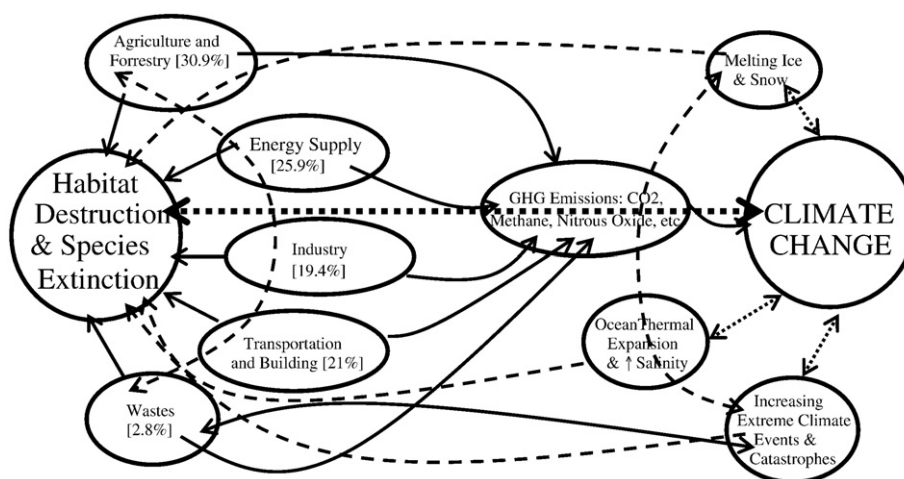 Agriculture and
Forrestry [30.9%]
Melting Ice
& Snow
Energy Supply
[25.9%]
Habitat
Destruction
& Species
Extinction
GHG Emissions: CO2,
Methane, Nitrous Oxide, etc
CLIMATE
CHANGE
Industry
[19.4%]
Transportation
and Building [21%]
OceanThermal
Expansion
& ↑ Salinity
Wastes
[2.8%]
Increasing
Extreme Climate
Events &
Catastrophes